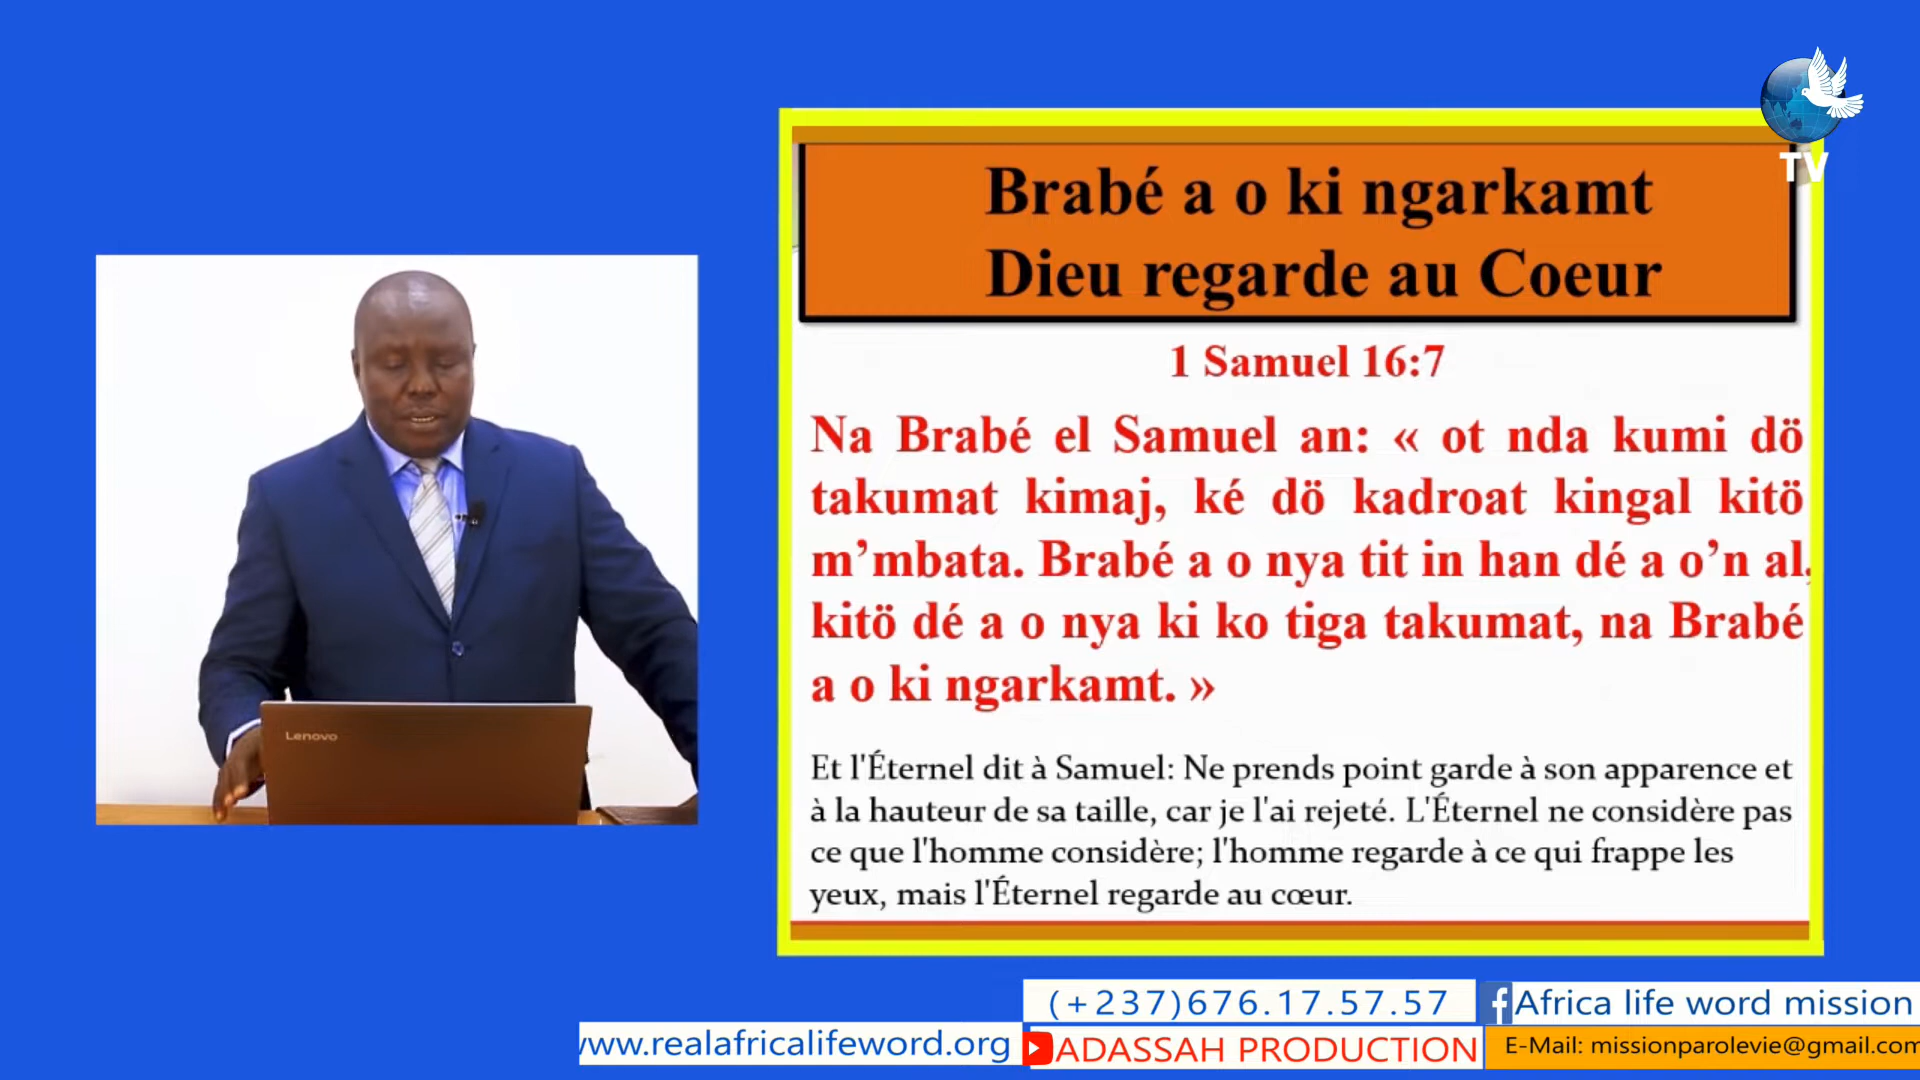 TV
Brabé a o ki ngarkamt
Dieu regarde au Coeur
1 Samuel 16:7
Na Brabé el Samuel an: « ot nda kumi dö
takumat kimaj, ké dö kadroat kingal kitö
m’mbata. Brabé a o nya tit in han dé a o’n al,
kitö dé a o nya ki ko tiga takumat, na Brabé
a o ki ngarkamt. »
Et l'Éternel dit à Samuel: Ne prends point garde à son apparence et
à la hauteur de sa taille, car je l'ai rejeté. L'Éternel ne considère pas
ce que l'homme considère; l'homme regarde à ce qui frappe les
yeux, mais l'Éternel regarde au cœur.
Lenovo
(+237)676.17.57.57
Africa life word mission
www.realafricalifeword.org
ADASSAH PRODUCTION
E-Mail: missionparolevie@gmail.com